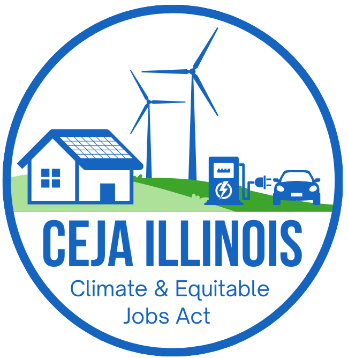 CEJA ILLINOIS
Climate & Equitable
Jobs Act